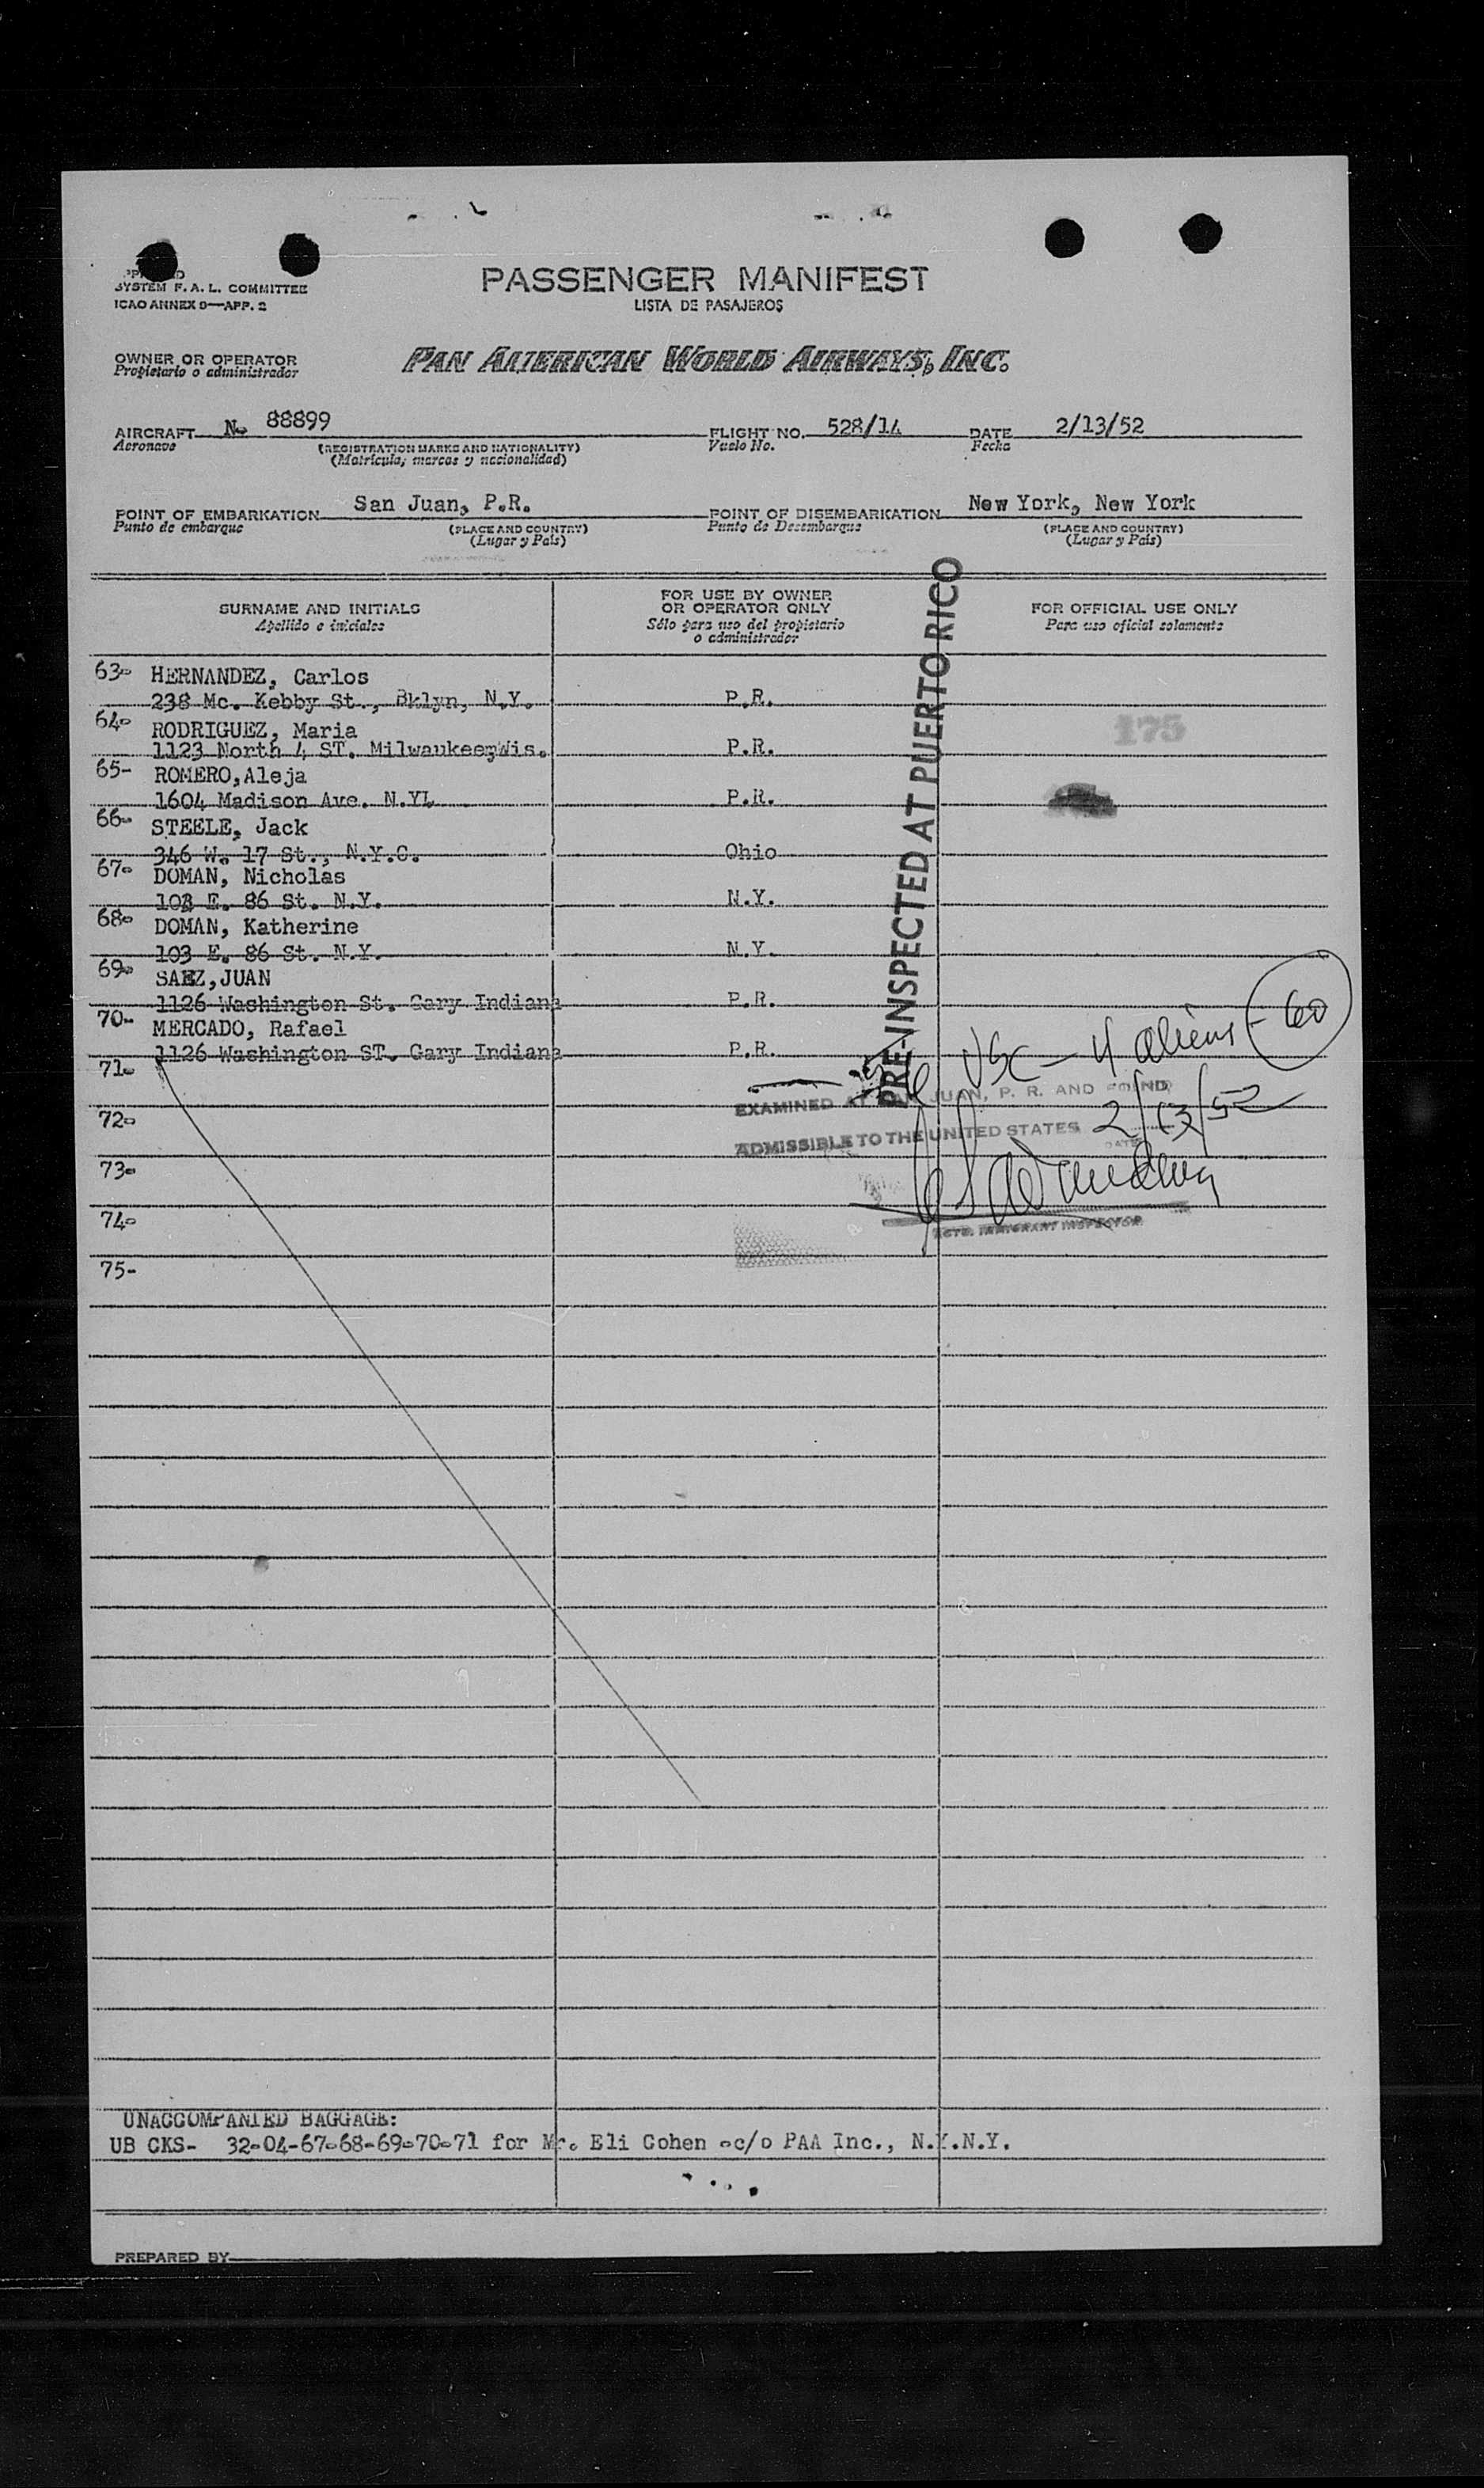 SYSTEM F. A. L. COMMITTEE
ICAO ANNEX 9—APP. 2
PASSENGER MANIFEST
LISTA DE PASAJEROS
OWNER OR OPERATOR
Propietario o administrador
PAN AMERICAN WORLD AIRWAYS, INC.
AIRCRAFT N- 88899 FLIGHT NO. 528/14 DATE 2/13/52
Aeronave (REGISTRATION MARKS AND NATIONALITY) Vuelo No. Fecha
(Matrícula, marcas y nacionalidad)
POINT OF EMBARKATION San Juan, P.R. POINT OF DISEMBARKATION New York, New York
Punto de embarque (PLACE AND COUNTRY) Punto de Desembarque (PLACE AND COUNTRY)
(Lugar y País) (Lugar y País)
SURNAME AND INITIALS
Apellido e iniciales
FOR USE BY OWNER
OR OPERATOR ONLY
Sólo para uso del propietario
o administrador
FOR OFFICIAL USE ONLY
Para uso oficial solamente
63- HERNANDEZ, Carlos
238 Mc. Kebby St., Bklyn, N.Y. P.R.
64- RODRIGUEZ, Maria
1123 North 4 ST. Milwaukee,Wis. P.R.
175
65- ROMERO,Aleja
1604 Madison Ave. N.YL P.R.
66- STEELE, Jack
346 W. 17 St., N.Y.C. Ohio
67- DOMAN, Nicholas
103 E. 86 St. N.Y. N.Y.
68- DOMAN, Katherine
103 E. 86 St. N.Y. N.Y.
69- SAEZ,JUAN
1126 Washington St. Gary Indiana P.R.
70- MERCADO, Rafael
1126 Washington ST. Gary Indiana P.R.
71-
72-
73-
74-
75-
PRE-INSPECTED AT PUERTO RICO
USC - 4 aliens - 60
EXAMINED AT SAN JUAN, P. R. AND FOUND
ADMISSIBLE TO THE UNITED STATES 2/13/52
DATE
ACTG. IMMIGRANT INSPECTOR
UNACCOMPANIED BAGGAGE:
UB CKS- 32-04-67-68-69-70-71 for Mr. Eli Cohen -c/o PAA Inc., N.Y.N.Y.
PREPARED BY